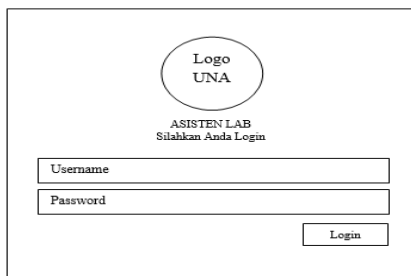 Logo
UNA
ASISTEN LAB
Silahkan Anda Login
Username
Password
Login